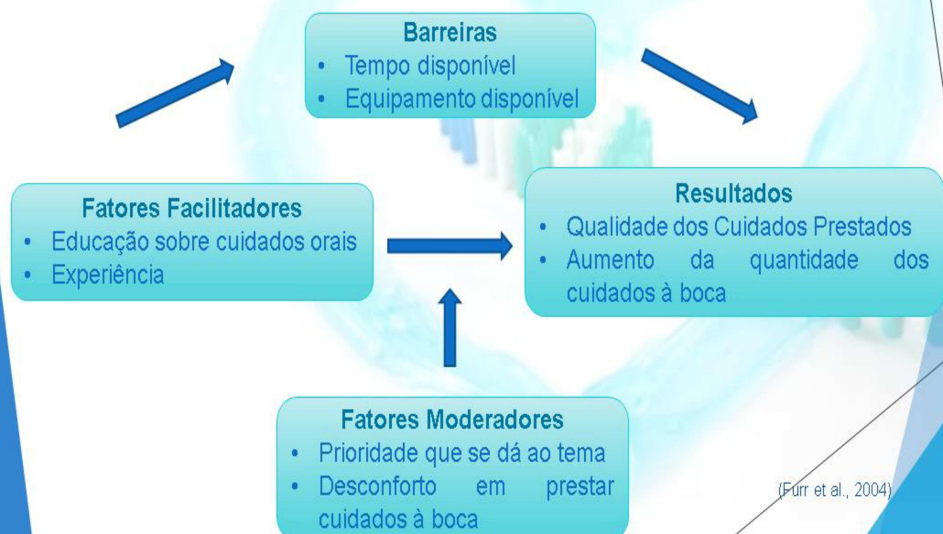 Barreiras
• Tempo disponível
• Equipamento disponível
Fatores Facilitadores
• Educação sobre cuidados orais
• Experiência
Resultados
• Qualidade dos Cuidados Prestados
• Aumento da quantidade dos
cuidados à boca
Fatores Moderadores
• Prioridade que se dá ao tema
• Desconforto em prestar
cuidados à boca
(Furr et al., 2004)